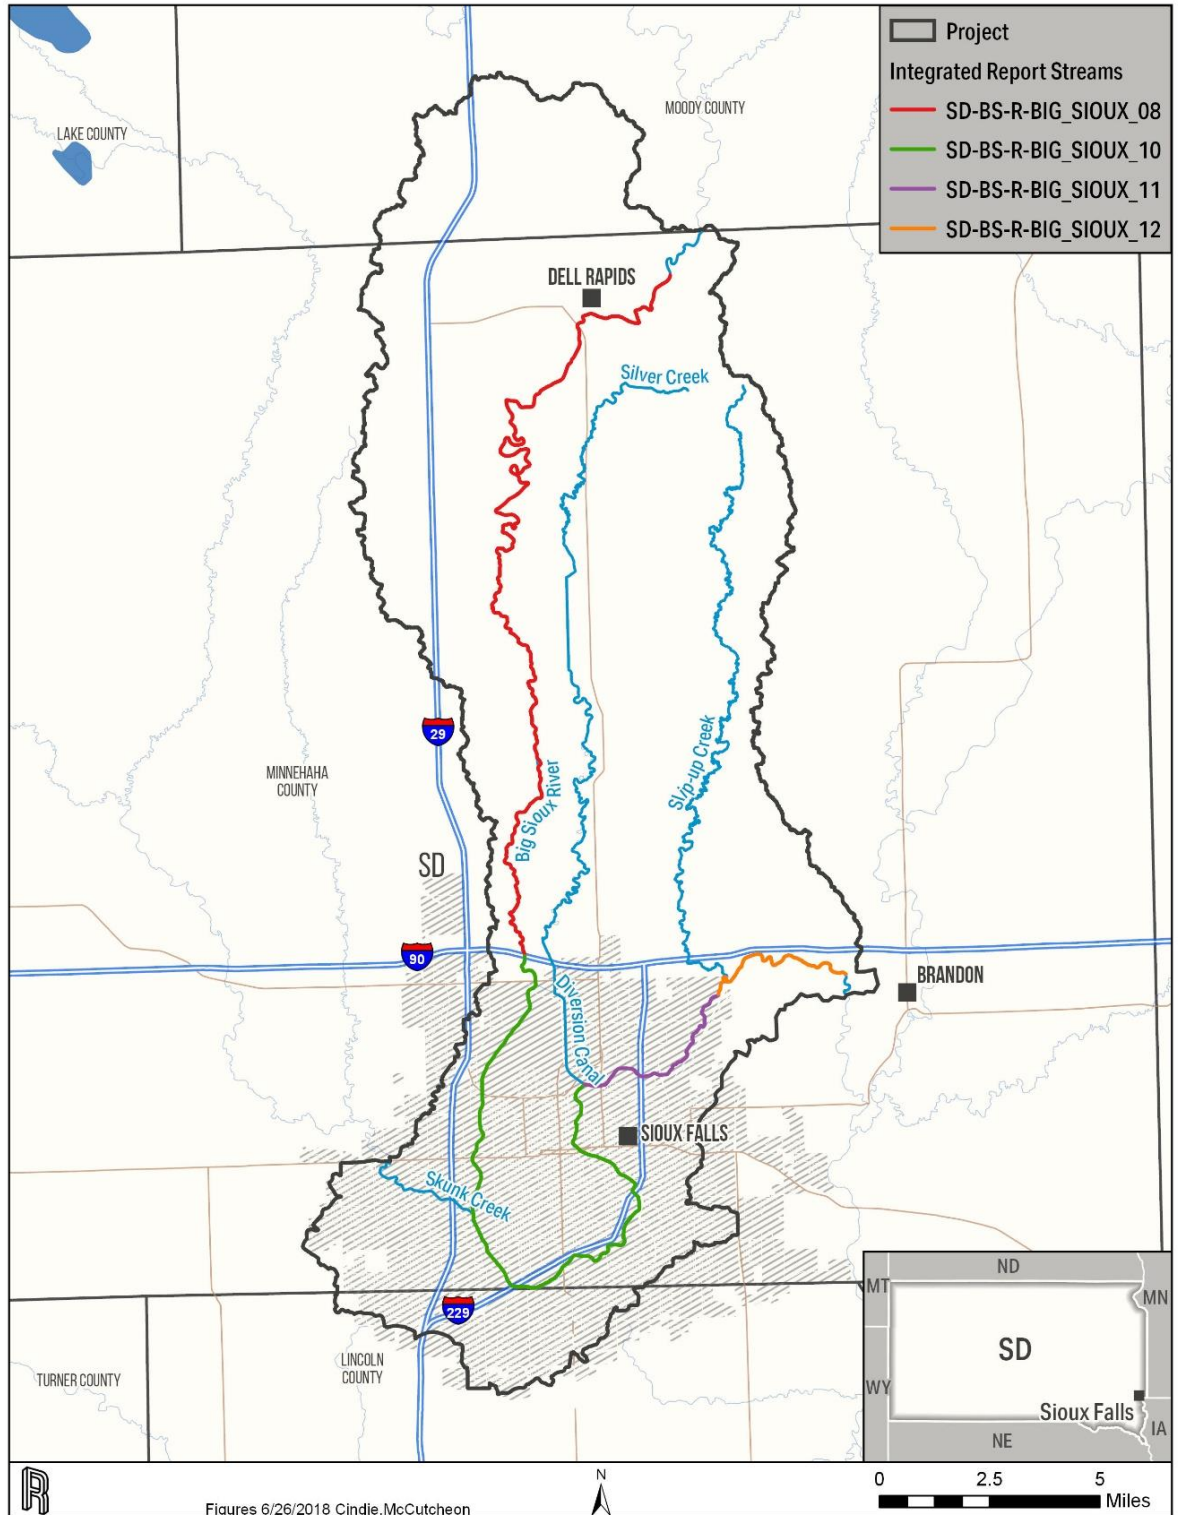 Project
Integrated Report Streams
SD-BS-R-BIG_SIOUX_08
SD-BS-R-BIG_SIOUX_10
SD-BS-R-BIG_SIOUX_11
SD-BS-R-BIG_SIOUX_12
MOODY COUNTY
LAKE COUNTY
DELL RAPIDS
Silver Creek
29
Slip-up Creek
MINNEHAHA
COUNTY
Big Sioux River
SD
90
BRANDON
Diversion Canal
SIOUX FALLS
Skunk Creek
229
LINCOLN
COUNTY
TURNER COUNTY
ND
MT
MN
SD
WY
Sioux Falls
IA
NE
R
Figures 6/26/2018 Cindie.McCutcheon
N
0 2.5 5
Miles